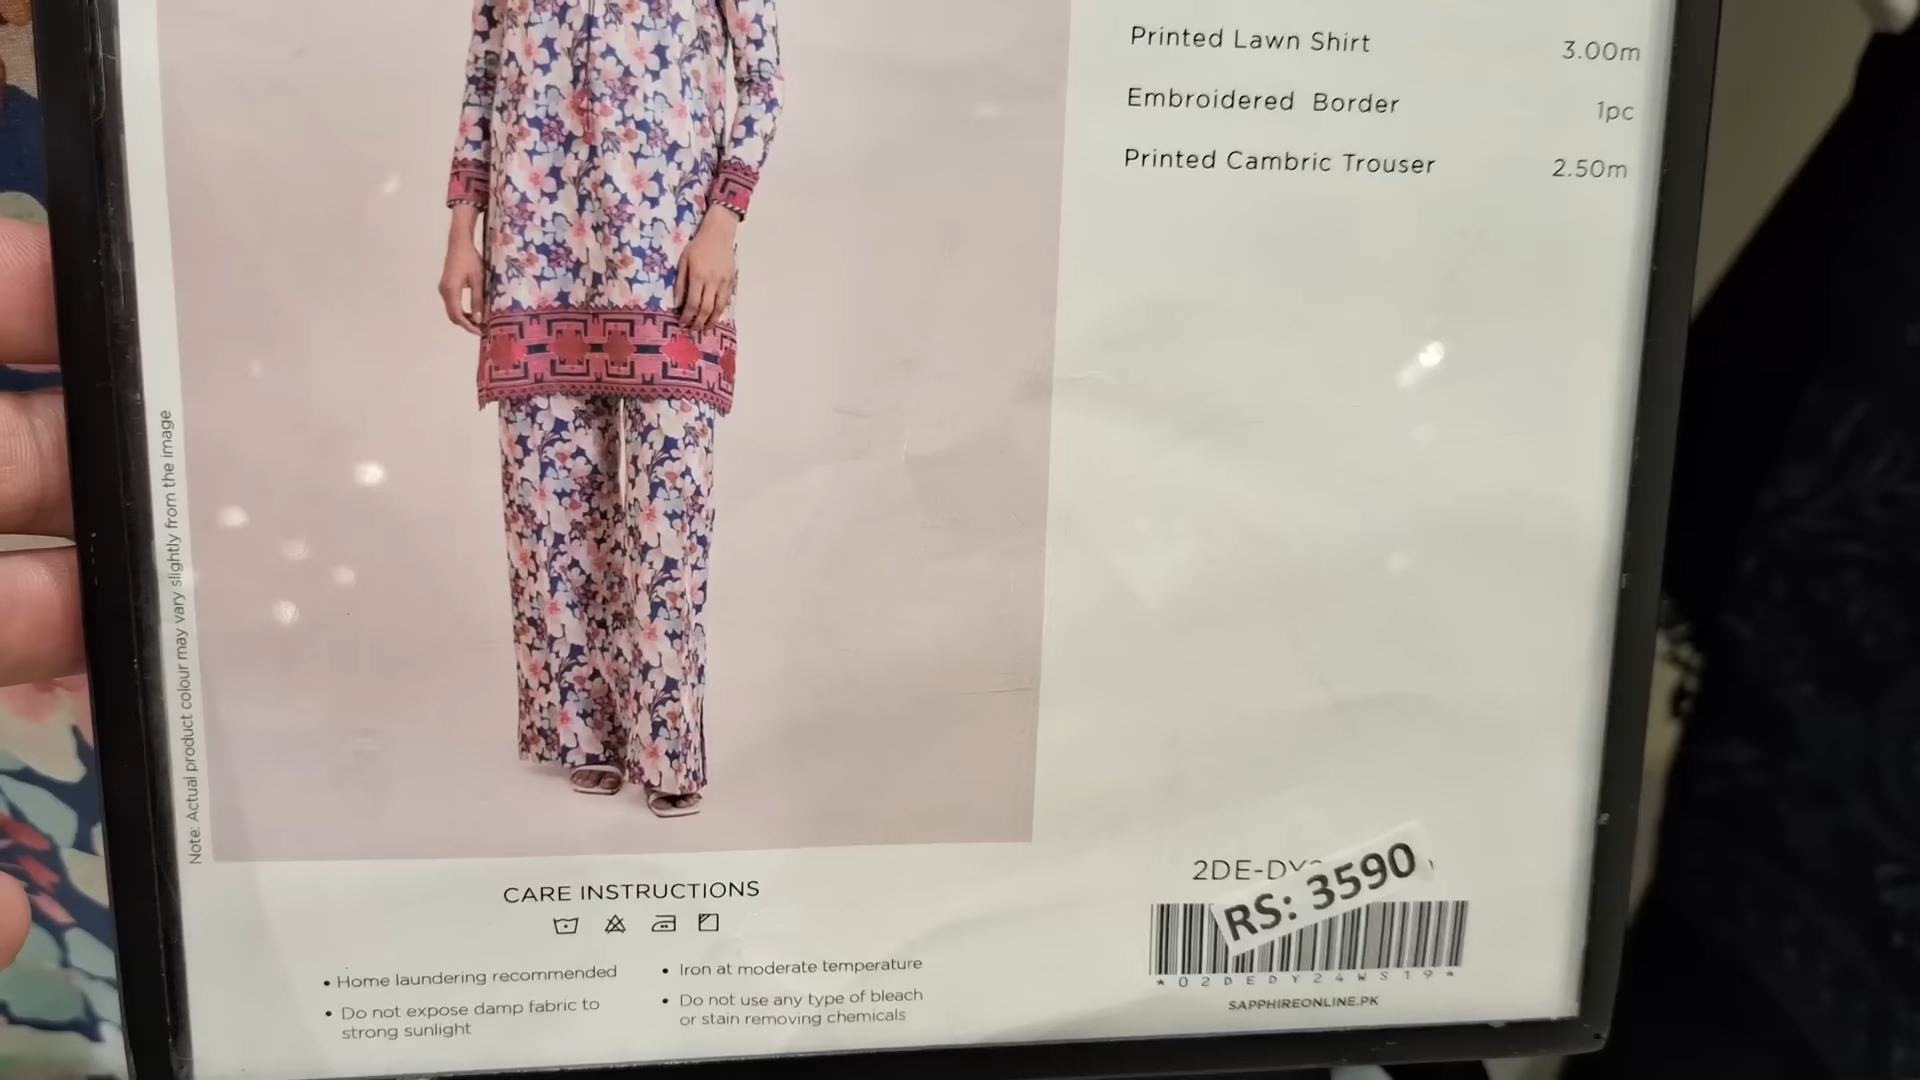 Printed Lawn Shirt 3.00m
Embroidered Border 1pc
Printed Cambric Trouser 2.50m
Note: Actual product colour may vary slightly from the image
CARE INSTRUCTIONS
• Home laundering recommended
• Do not expose damp fabric to
strong sunlight
• Iron at moderate temperature
• Do not use any type of bleach
or stain removing chemicals
RS: 3590
*02DEDY24WS19*
SAPPHIREONLINE.PK